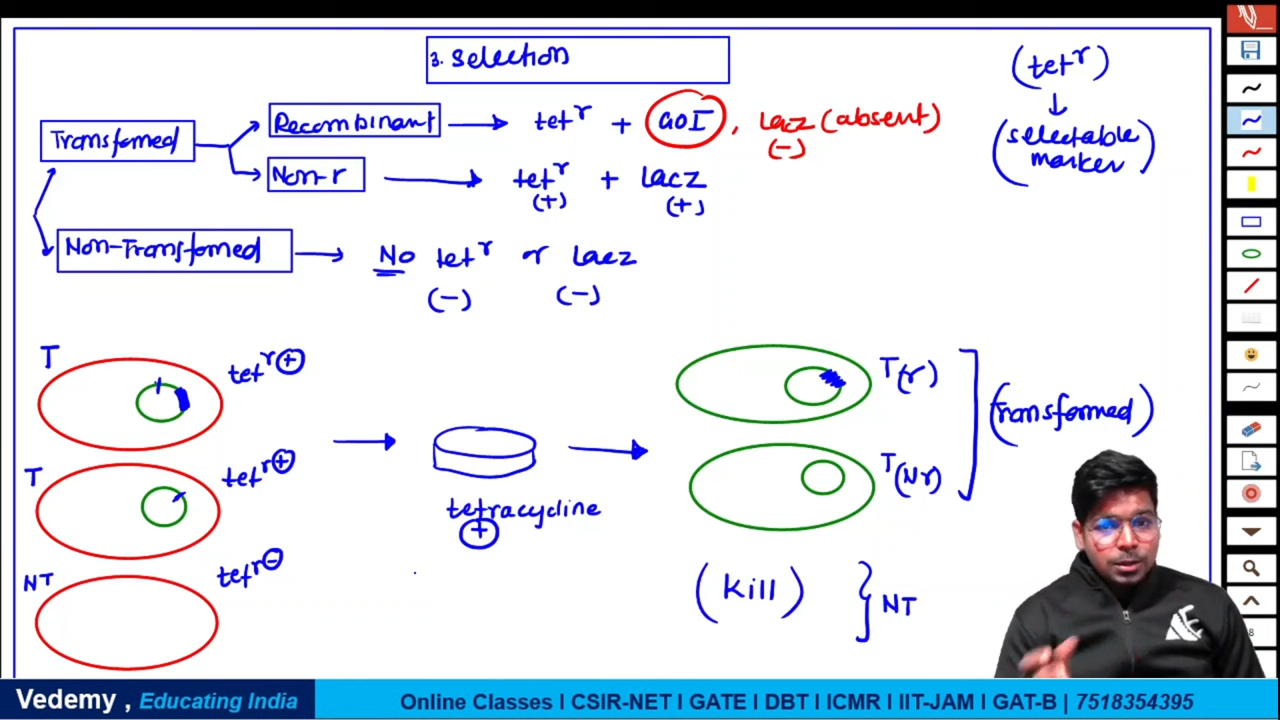 3. Selection
(tetʳ)
(selectable
marker)
Transformed
Recombinant → tetʳ + GOI, lacz (absent)
(-)
Non-r → tetʳ + lacz
(+) (+)
Non-Transformed → No tetʳ or lacz
(-) (-)
T tetʳ⊕
T tetʳ⊕
NT tetʳ⊖
tetracycline
+
T(r)
T(Nr)
(transformed)
(kill) } NT
8
Vedemy , Educating India
Online Classes I CSIR-NET I GATE I DBT I ICMR I IIT-JAM I GAT-B | 7518354395